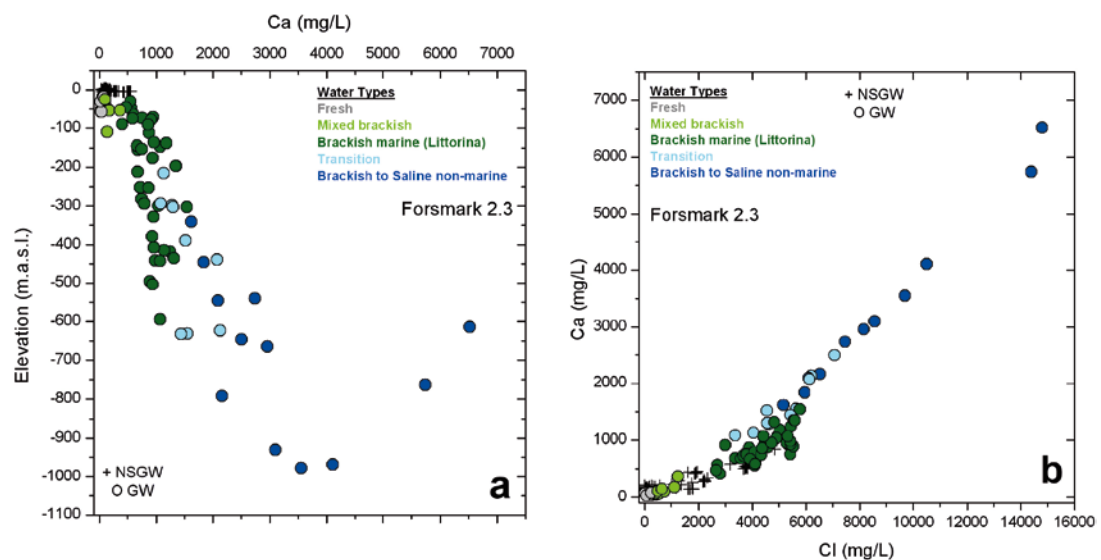 Ca (mg/L)
0 1000 2000 3000 4000 5000 6000 7000
Elevation (m.a.s.l.)
0
-100
-200
-300
-400
-500
-600
-700
-800
-900
-1000
-1100
Water Types
Fresh
Mixed brackish
Brackish marine (Littorina)
Transition
Brackish to Saline non-marine
Forsmark 2.3
+ NSGW
O GW
a
Ca (mg/L)
7000
6000
5000
4000
3000
2000
1000
0
Water Types
Fresh
Mixed brackish
Brackish marine (Littorina)
Transition
Brackish to Saline non-marine
+ NSGW
O GW
Forsmark 2.3
b
0 2000 4000 6000 8000 10000 12000 14000 16000
Cl (mg/L)